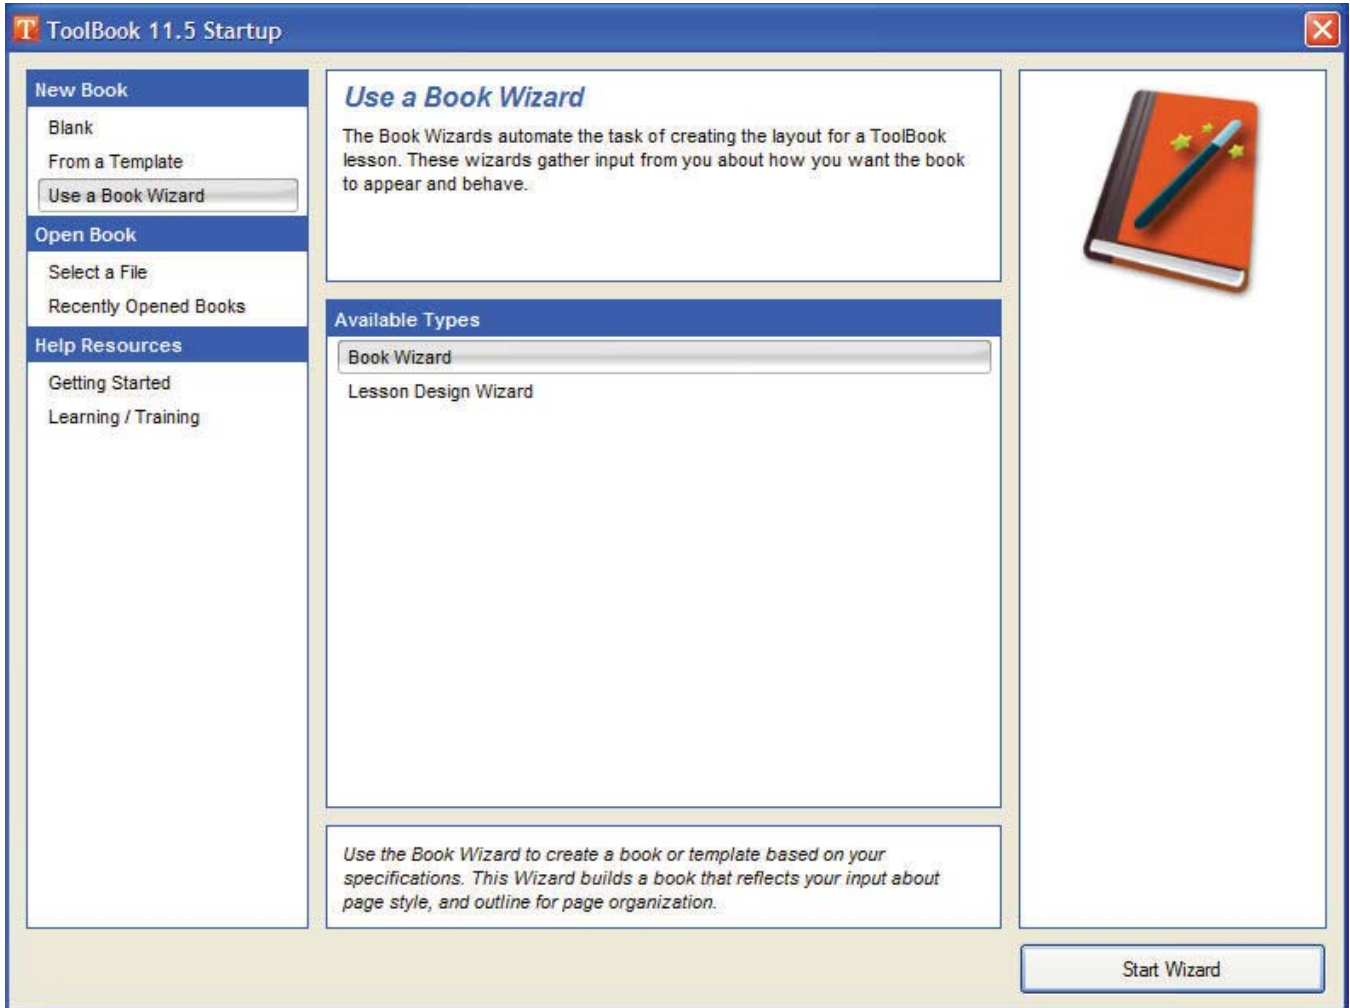 T ToolBook 11.5 Startup
New Book
Blank
From a Template
Use a Book Wizard
Open Book
Select a File
Recently Opened Books
Help Resources
Getting Started
Learning / Training
Use a Book Wizard
The Book Wizards automate the task of creating the layout for a ToolBook
lesson. These wizards gather input from you about how you want the book
to appear and behave.
Available Types
Book Wizard
Lesson Design Wizard
Use the Book Wizard to create a book or template based on your
specifications. This Wizard builds a book that reflects your input about
page style, and outline for page organization.
Start Wizard